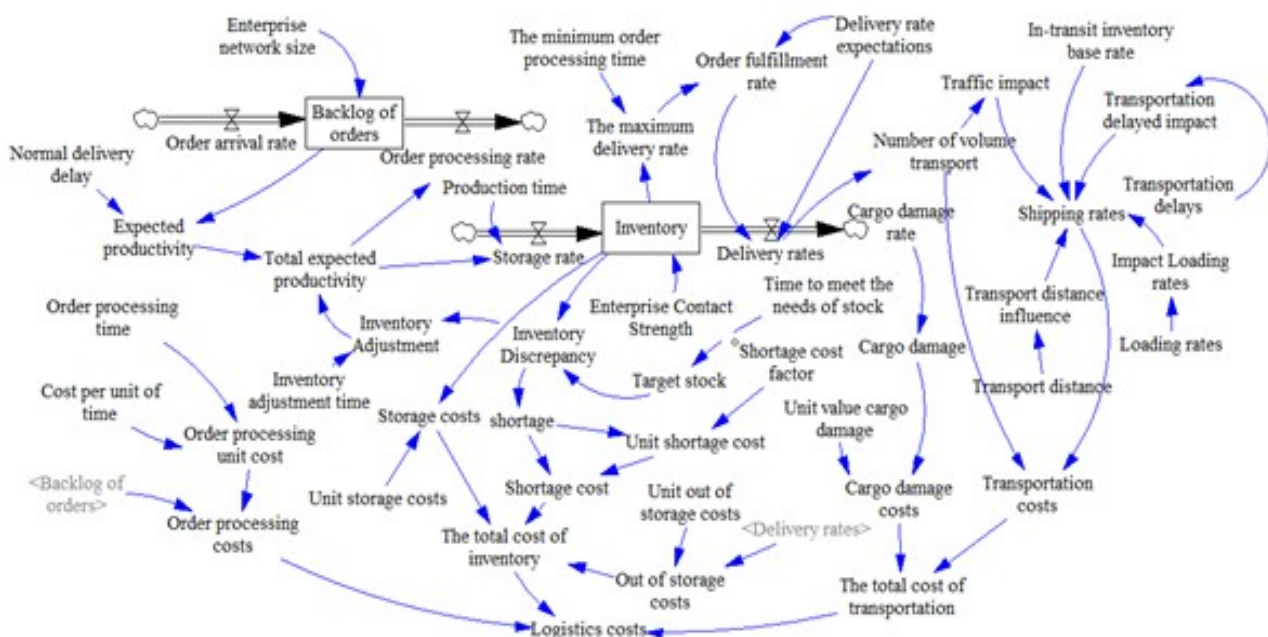 Enterprise
network size
The minimum order
processing time
Delivery rate
expectations
In-transit inventory
base rate
Order fulfillment
rate
Traffic impact
Transportation
delayed impact
Backlog of
orders
Order arrival rate
Order processing rate
The maximum
delivery rate
Number of volume
transport
Normal delivery
delay
Production time
Transportation
delays
Expected
productivity
Inventory
Cargo damage
rate
Shipping rates
Total expected
productivity
Storage rate
Delivery rates
Impact Loading
rates
Order processing
time
Enterprise Contact
Strength
Time to meet the
needs of stock
Transport distance
influence
Inventory
Adjustment
Inventory
Discrepancy
Shortage cost
factor
Cargo damage
Loading rates
Inventory
adjustment time
Target stock
Transport distance
Cost per unit of
time
Storage costs
shortage
Unit value cargo
damage
Order processing
unit cost
Unit shortage cost
<Backlog of
orders>
Unit storage costs
Shortage cost
Unit out of
storage costs
Cargo damage
costs
Transportation
costs
Order processing
costs
The total cost of
inventory
<Delivery rates>
Out of storage
costs
The total cost of
transportation
Logistics costs